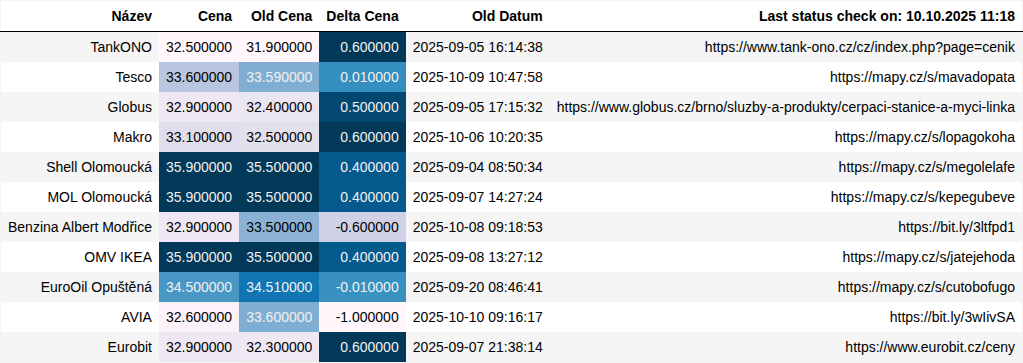 Název Cena Old Cena Delta Cena Old Datum Last status check on: 10.10.2025 11:18
TankONO 32.500000 31.900000 0.600000 2025-09-05 16:14:38 https://www.tank-ono.cz/cz/index.php?page=cenik
Tesco 33.600000 33.590000 0.010000 2025-10-09 10:47:58 https://mapy.cz/s/mavadopata
Globus 32.900000 32.400000 0.500000 2025-09-05 17:15:32 https://www.globus.cz/brno/sluzby-a-produkty/cerpaci-stanice-a-myci-linka
Makro 33.100000 32.500000 0.600000 2025-10-06 10:20:35 https://mapy.cz/s/lopagokoha
Shell Olomoucká 35.900000 35.500000 0.400000 2025-09-04 08:50:34 https://mapy.cz/s/megolelafe
MOL Olomoucká 35.900000 35.500000 0.400000 2025-09-07 14:27:24 https://mapy.cz/s/kepegubeve
Benzina Albert Modřice 32.900000 33.500000 -0.600000 2025-10-08 09:18:53 https://bit.ly/3ltfpd1
OMV IKEA 35.900000 35.500000 0.400000 2025-09-08 13:27:12 https://mapy.cz/s/jatejehoda
EuroOil Opuštěná 34.500000 34.510000 -0.010000 2025-09-20 08:46:41 https://mapy.cz/s/cutobofugo
AVIA 32.600000 33.600000 -1.000000 2025-10-10 09:16:17 https://bit.ly/3wIivSA
Eurobit 32.900000 32.300000 0.600000 2025-09-07 21:38:14 https://www.eurobit.cz/ceny